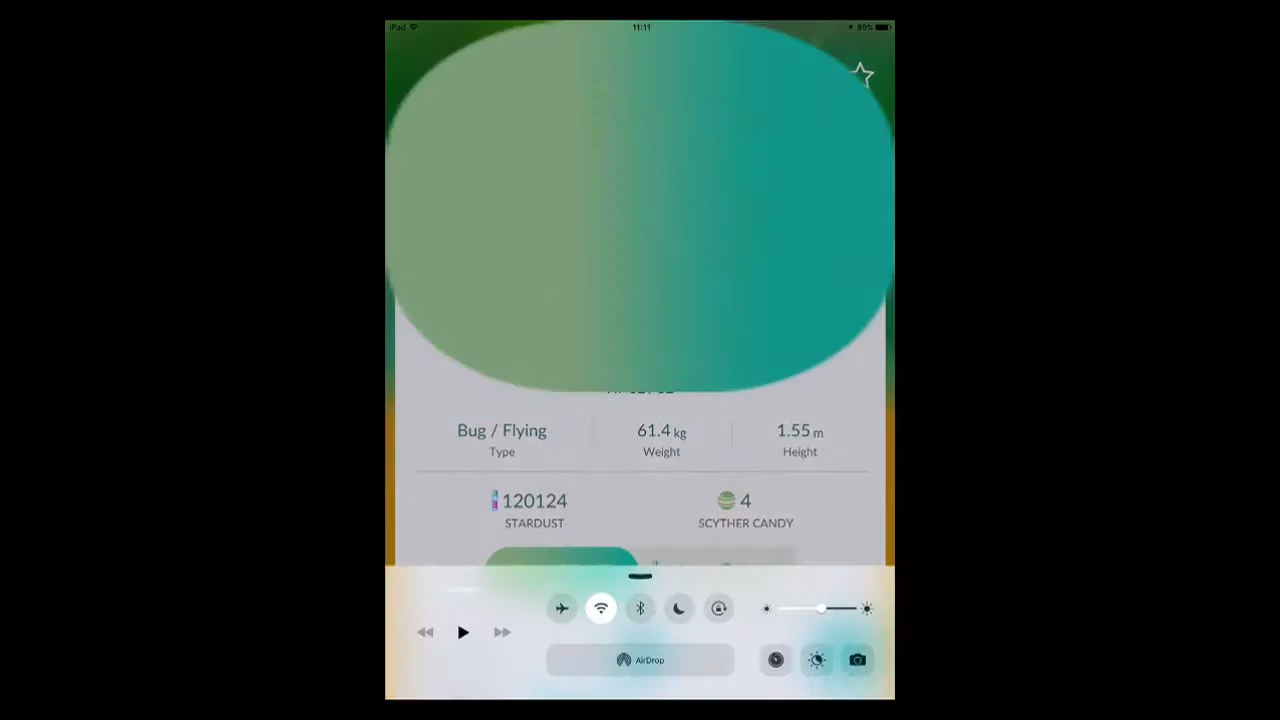 iPad 11:11 89%
Bug / Flying 61.4 kg 1.55 m
Type Weight Height
120124 4
STARDUST SCYTHER CANDY
AirDrop